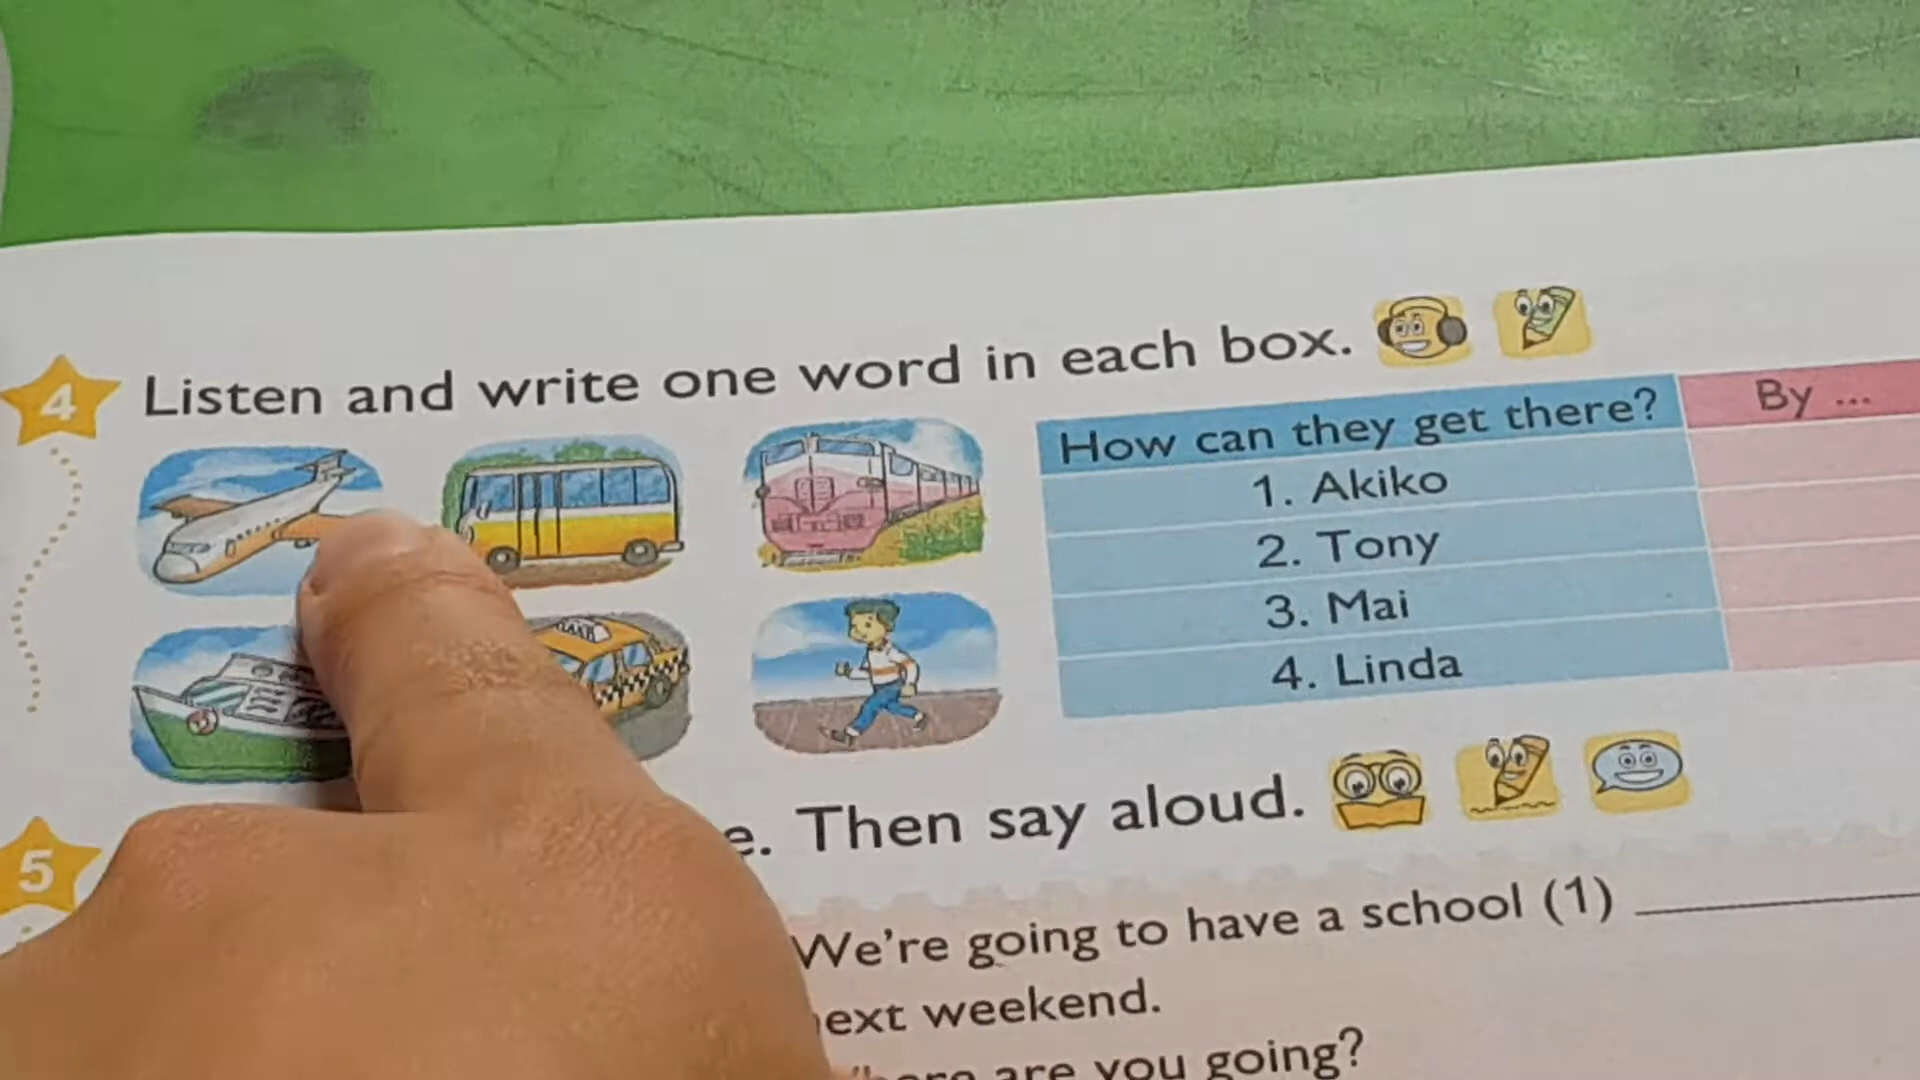 4 Listen and write one word in each box.
How can they get there? By ...
1. Akiko
2. Tony
3. Mai
4. Linda
5 Then say aloud.
We're going to have a school (1)
weekend.
are you going?